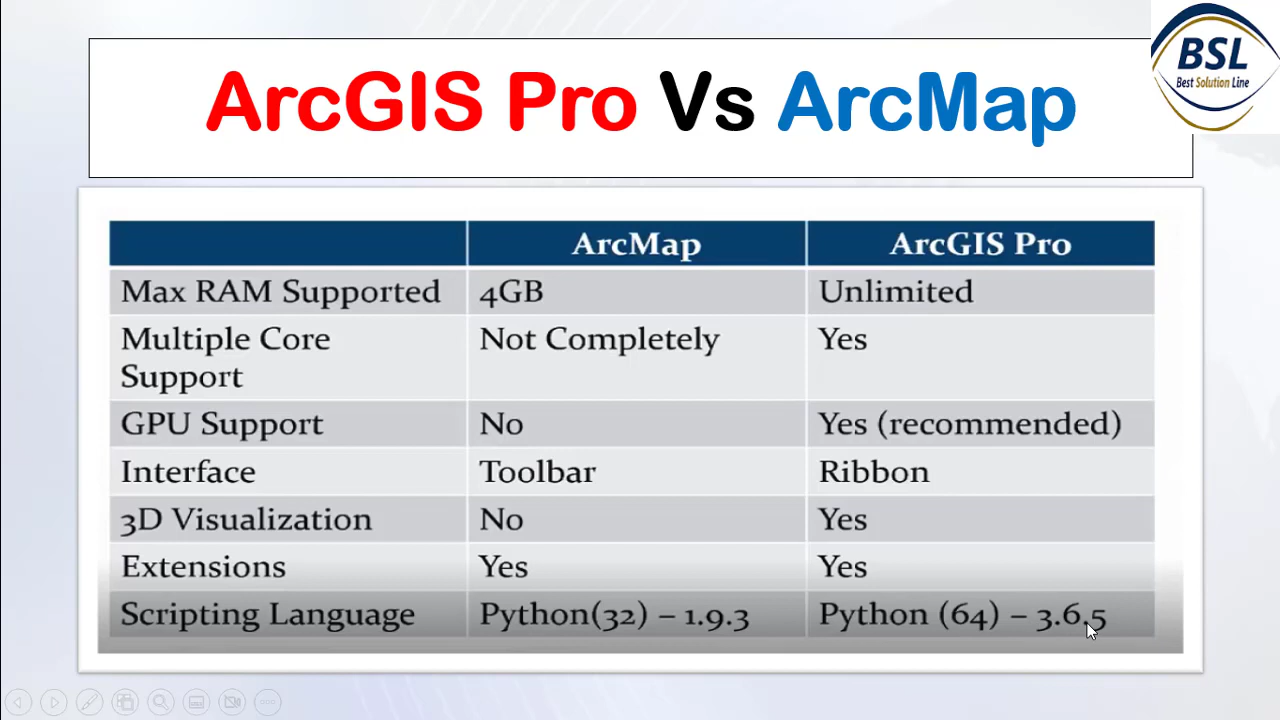 BSL
Best Solution Line
ArcGIS Pro Vs ArcMap
ArcMap ArcGIS Pro
Max RAM Supported 4GB Unlimited
Multiple Core Not Completely Yes
Support
GPU Support No Yes (recommended)
Interface Toolbar Ribbon
3D Visualization No Yes
Extensions Yes Yes
Scripting Language Python(32) – 1.9.3 Python (64) – 3.6.5